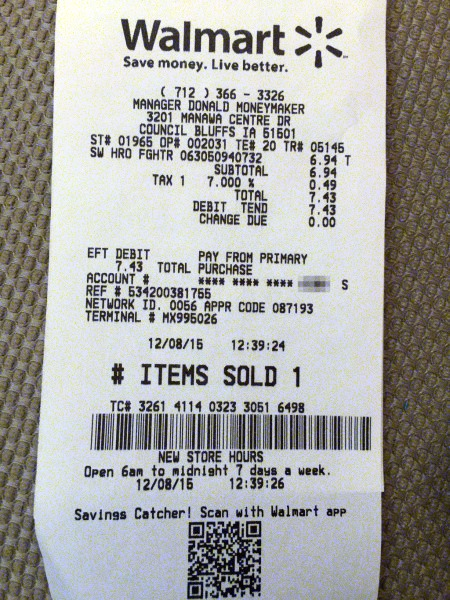 Walmart
Save money. Live better.
( 712 ) 366 - 3326
MANAGER DONALD MONEYMAKER
3201 MANAWA CENTRE DR
COUNCIL BLUFFS IA 51501
ST# 01965 OP# 002031 TE# 20 TR# 05145
SW HRO FGHTR 063050940732 6.94 T
SUBTOTAL 6.94
TAX 1 7.000 % 0.49
TOTAL 7.43
DEBIT TEND 7.43
CHANGE DUE 0.00
EFT DEBIT PAY FROM PRIMARY
7.43 TOTAL PURCHASE
ACCOUNT # **** **** **** S
REF # 534200381755
NETWORK ID. 0056 APPR CODE 087193
TERMINAL # MX995026
12/08/15 12:39:24
# ITEMS SOLD 1
TC# 3261 4114 0323 3051 6498
NEW STORE HOURS
Open 6am to midnight 7 days a week.
12/08/15 12:39:26
Savings Catcher! Scan with Walmart app